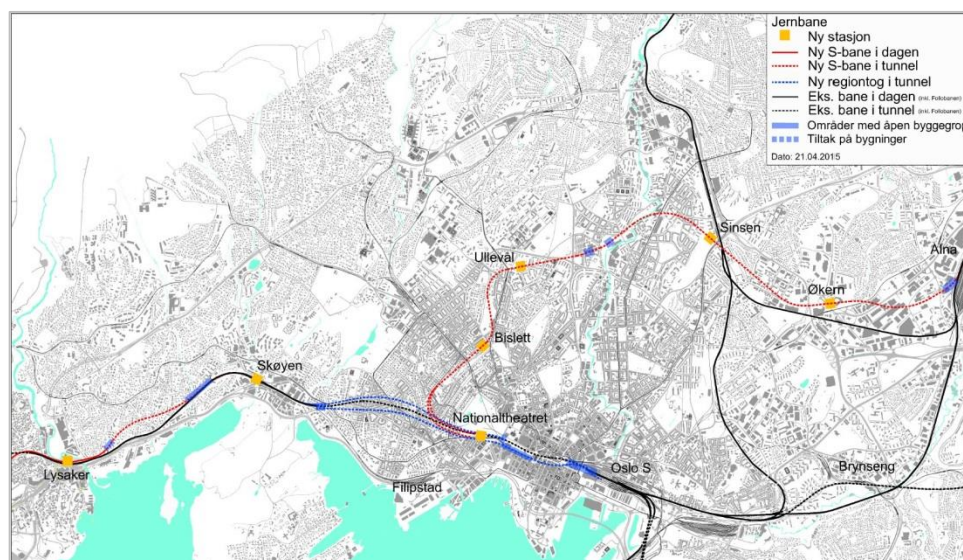 Jernbane
Ny stasjon
Ny S-bane i dagen
Ny S-bane i tunnel
Ny regiontog i tunnel
Eks. bane i dagen (inkl. Follobanen)
Eks. bane i tunnel (inkl. Follobanen)
Områder med åpen byggegrop
Tiltak på bygninger
Dato: 21.04.2015
Sinsen
Alna
Ullevål
Økern
Bislett
Skøyen
Nationaltheatret
Lysaker
Oslo S
Brynseng
Filipstad